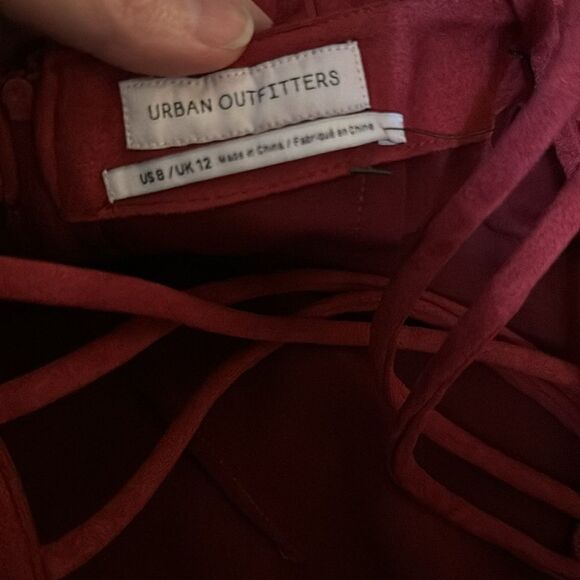 URBAN OUTFITTERS
US 8 / UK 12 Made in China / Fabriqué en Chine